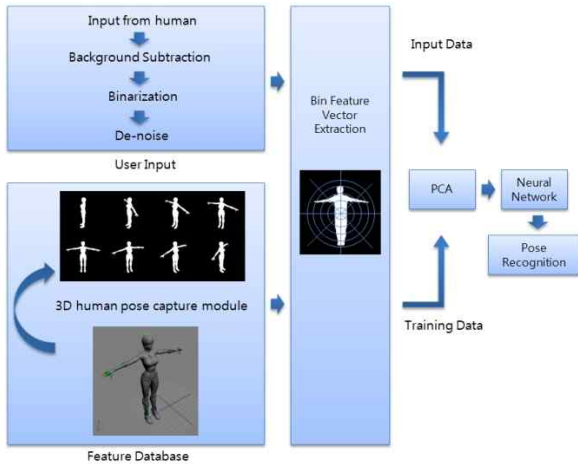 Input from human
Background Subtraction
Binarization
De-noise
User Input
3D human pose capture module
Feature Database
Bin Feature
Vector
Extraction
Input Data
PCA
Neural
Network
Pose
Recognition
Training Data